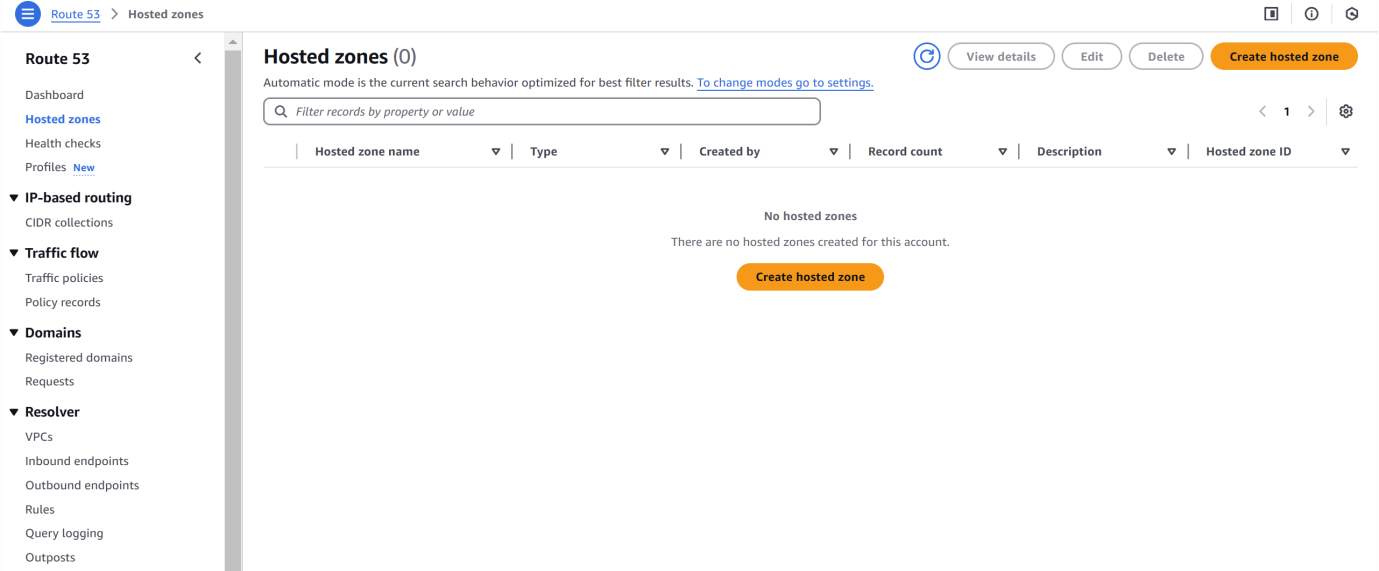 Route 53 > Hosted zones
Route 53
Dashboard
Hosted zones
Health checks
Profiles New
IP-based routing
CIDR collections
Traffic flow
Traffic policies
Policy records
Domains
Registered domains
Requests
Resolver
VPCs
Inbound endpoints
Outbound endpoints
Rules
Query logging
Outposts
Hosted zones (0)
View details Edit Delete Create hosted zone
Automatic mode is the current search behavior optimized for best filter results. To change modes go to settings.
Filter records by property or value
1
Hosted zone name Type Created by Record count Description Hosted zone ID
No hosted zones
There are no hosted zones created for this account.
Create hosted zone